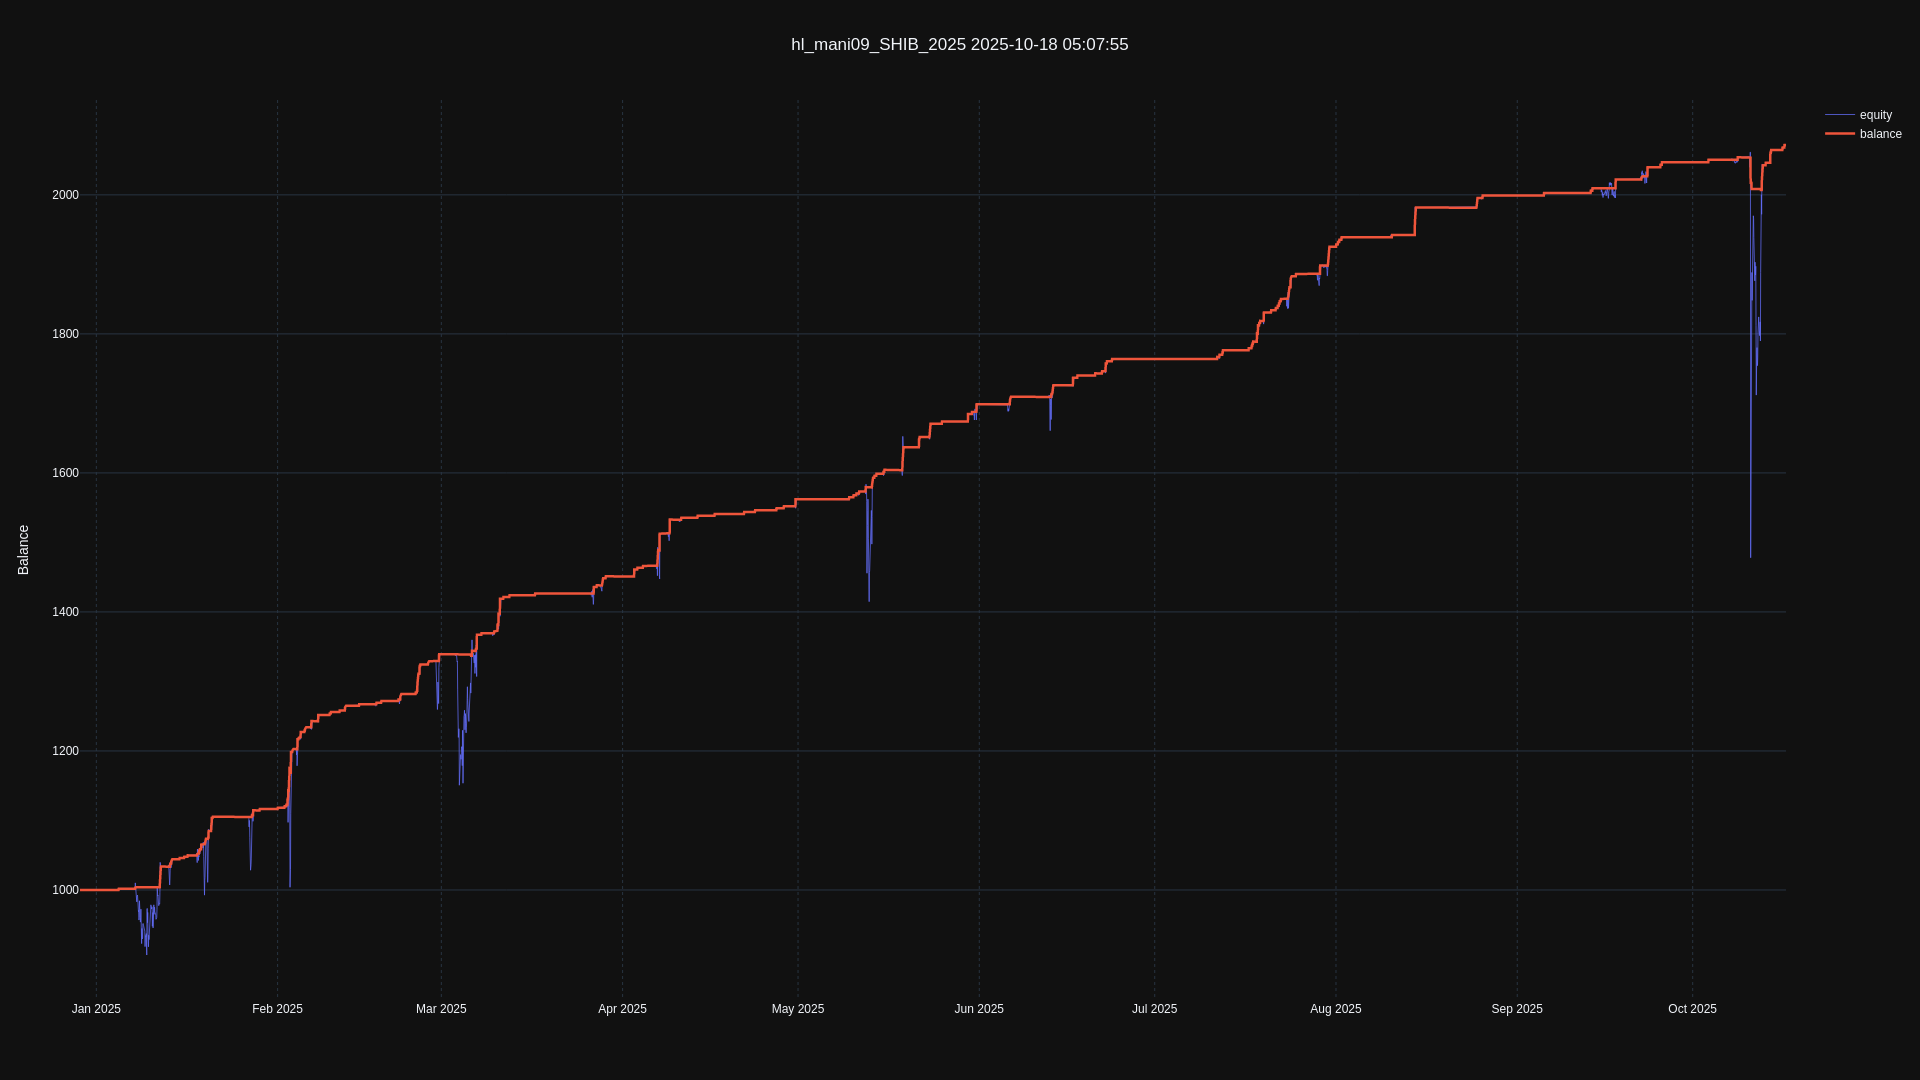 hl_mani09_SHIB_2025 2025-10-18 05:07:55
equity
balance
Balance
2000
1800
1600
1400
1200
1000
Jan 2025
Feb 2025
Mar 2025
Apr 2025
May 2025
Jun 2025
Jul 2025
Aug 2025
Sep 2025
Oct 2025